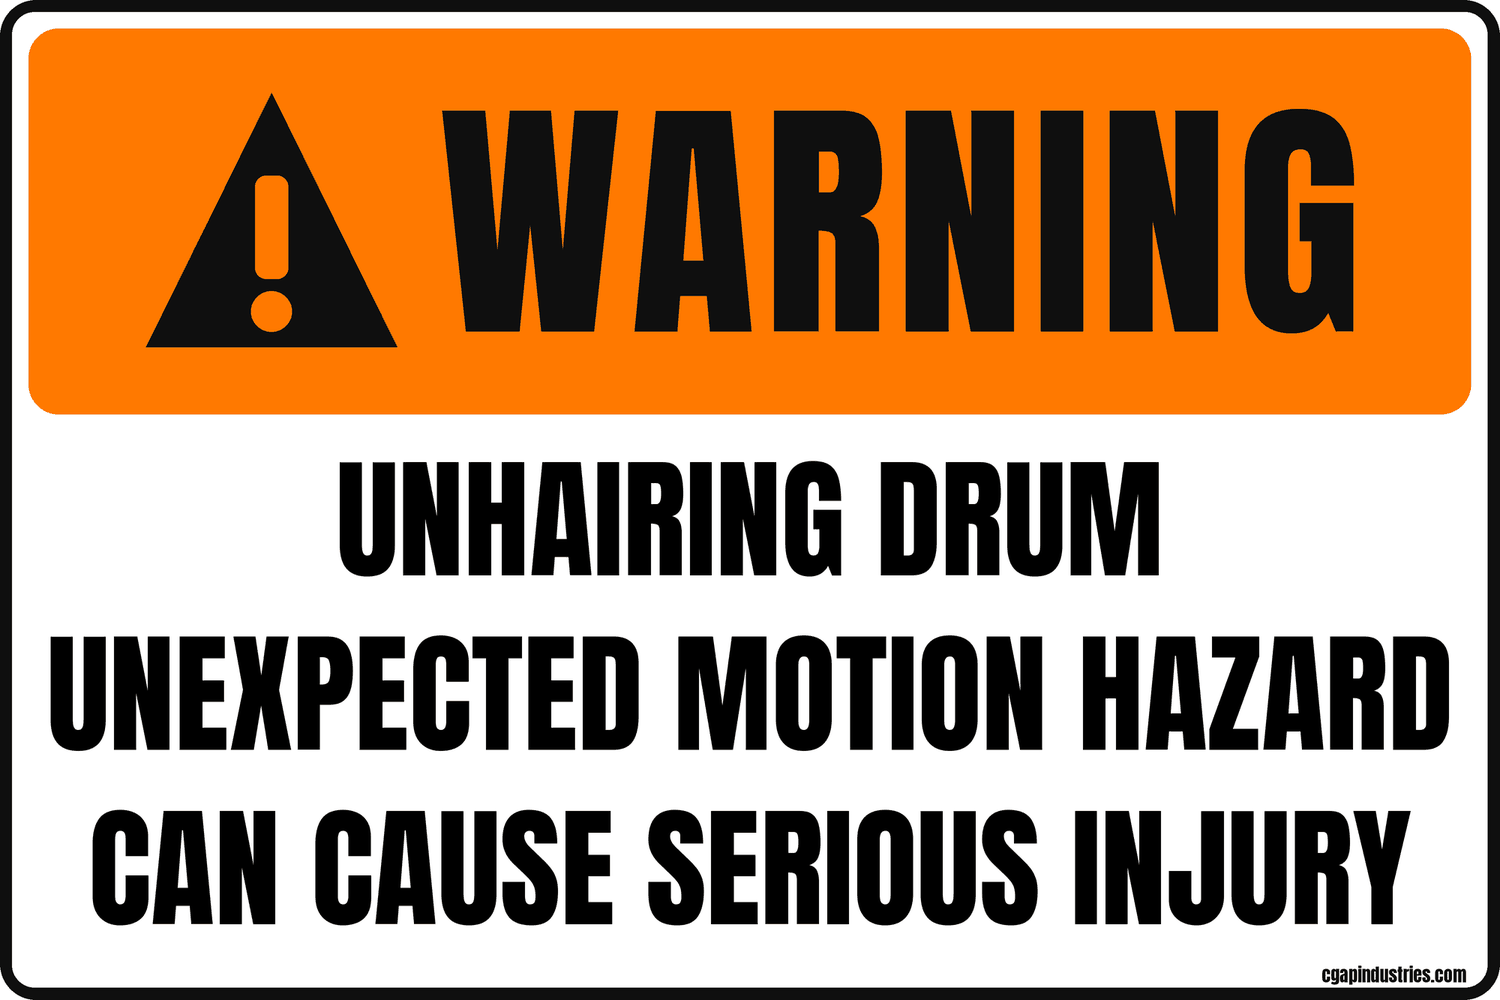 WARNING
UNHAIRING DRUM
UNEXPECTED MOTION HAZARD
CAN CAUSE SERIOUS INJURY
cgapindustries.com